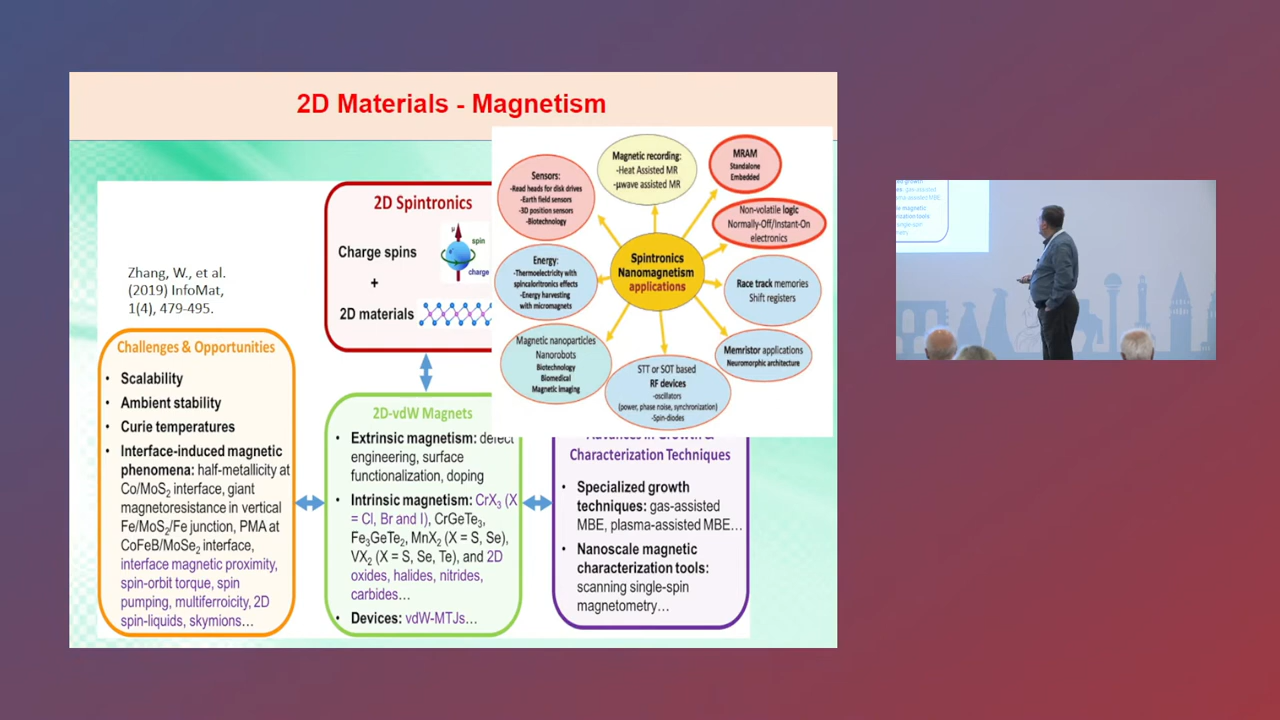 2D Materials - Magnetism
Zhang, W., et al.
(2019) InfoMat,
1(4), 479-495.
2D Spintronics
Charge spins
+
2D materials
μ
spin
charge
Challenges & Opportunities
• Scalability
• Ambient stability
• Curie temperatures
• Interface-induced magnetic
phenomena: half-metallicity at
Co/MoS2 interface, giant
magnetoresistance in vertical
Fe/MoS2/Fe junction, PMA at
CoFeB/MoSe2 interface,
interface magnetic proximity,
spin-orbit torque, spin
pumping, multiferroicity, 2D
spin-liquids, skymions…
2D-vdW Magnets
• Extrinsic magnetism: defect
engineering, surface
functionalization, doping
• Intrinsic magnetism: CrX3 (X
= Cl, Br and I), CrGeTe3,
Fe3GeTe2, MnX2 (X = S, Se),
VX2 (X = S, Se, Te), and 2D
oxides, halides, nitrides,
carbides…
• Devices: vdW-MTJs…
Advances in Growth &
Characterization Techniques
• Specialized growth
techniques: gas-assisted
MBE, plasma-assisted MBE…
• Nanoscale magnetic
characterization tools:
scanning single-spin
magnetometry…
Spintronics
Nanomagnetism
applications
Magnetic recording:
-Heat Assisted MR
-μwave assisted MR
MRAM
Standalone
Embedded
Non-volatile logic
Normally-Off/Instant-On
electronics
Race track memories
Shift registers
Memristor applications
Neuromorphic architecture
STT or SOT based
RF devices
-oscillators
(power, phase noise, synchronization)
-Spin-diodes
Magnetic nanoparticles
Nanorobots
Biotechnology
Biomedical
Magnetic imaging
Energy:
-Thermoelectricity with
spincaloritronics effects
-Energy harvesting
with micromagnets
Sensors:
-Read heads for disk drives
-Earth field sensors
-3D position sensors
-Biotechnology